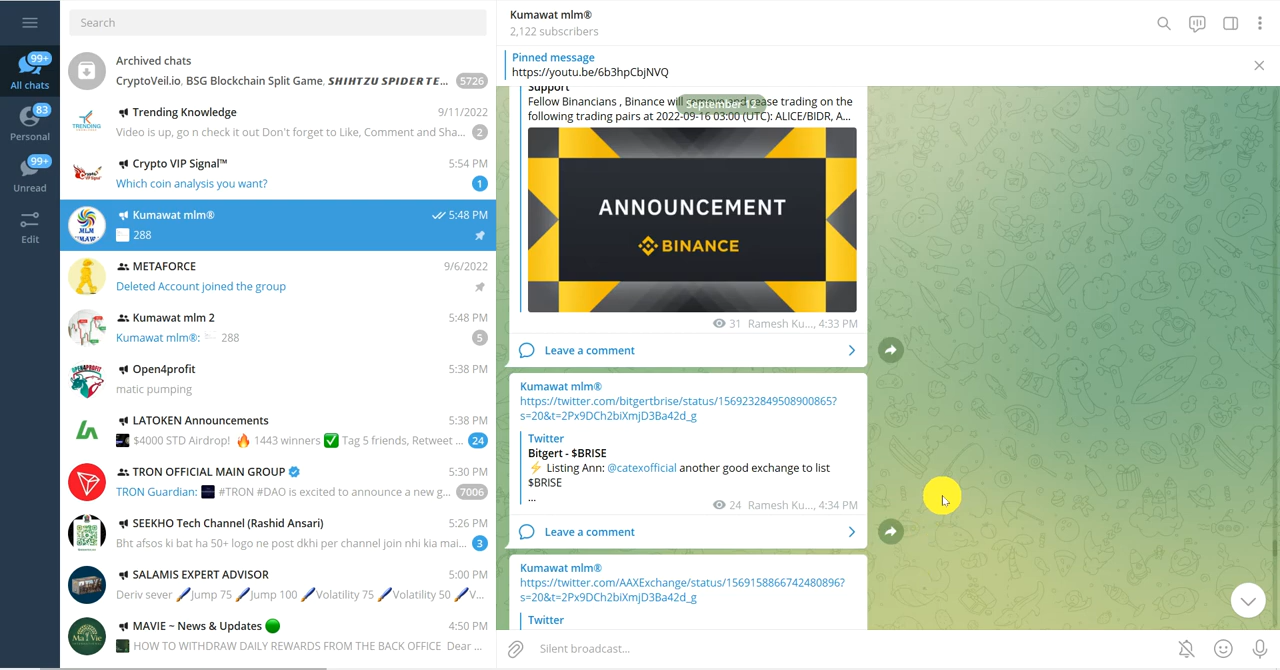 99+
All chats
83
Personal
99+
Unread
Edit
Search
Archived chats
CryptoVeil.io, BSG Blockchain Split Game, SHIHTZU SPIDER TE... 5726
Trending Knowledge 9/11/2022
Video is up, go n check it out Don't forget to Like, Comment and Sha... 2
Crypto VIP Signal™ 5:54 PM
Which coin analysis you want? 1
Kumawat mlm® 5:48 PM
288
METAFORCE 9/6/2022
Deleted Account joined the group
Kumawat mlm 2 5:48 PM
Kumawat mlm®: 288 5
Open4profit 5:38 PM
matic pumping
LATOKEN Announcements 5:38 PM
$4000 STD Airdrop! 🔥 1443 winners ✅ Tag 5 friends, Retweet ... 24
TRON OFFICIAL MAIN GROUP 5:30 PM
TRON Guardian: #TRON #DAO is excited to announce a new g... 7006
SEEKHO Tech Channel (Rashid Ansari) 5:26 PM
Bht afsos ki bat ha 50+ logo ne post dkhi per channel join nhi kia mai... 3
SALAMIS EXPERT ADVISOR 5:00 PM
Deriv sever 🖌Jump 75 🖌Jump 100 🖌Volatility 75 🖌Volatility 50 🖌V...
MAVIE ~ News & Updates 🟢 4:50 PM
HOW TO WITHDRAW DAILY REWARDS FROM THE BACK OFFICE Dear ...
Kumawat mlm®
2,122 subscribers
Pinned message
https://youtu.be/6b3hpCbjNVQ
September 12
Support
Fellow Binancians , Binance will cease trading on the
following trading pairs at 2022-09-16 03:00 (UTC): ALICE/BIDR, A...
ANNOUNCEMENT
BINANCE
31 Ramesh Ku..., 4:33 PM
Leave a comment
Kumawat mlm®
https://twitter.com/bitgertbrise/status/1569232849508900865?
s=20&t=2Px9DCh2biXmjD3Ba42d_g
Twitter
Bitgert - $BRISE
⚡ Listing Ann: @catexofficial another good exchange to list
$BRISE
...
24 Ramesh Ku..., 4:34 PM
Leave a comment
Kumawat mlm®
https://twitter.com/AAXExchange/status/1569158866742480896?
s=20&t=2Px9DCh2biXmjD3Ba42d_g
Twitter
Silent broadcast...